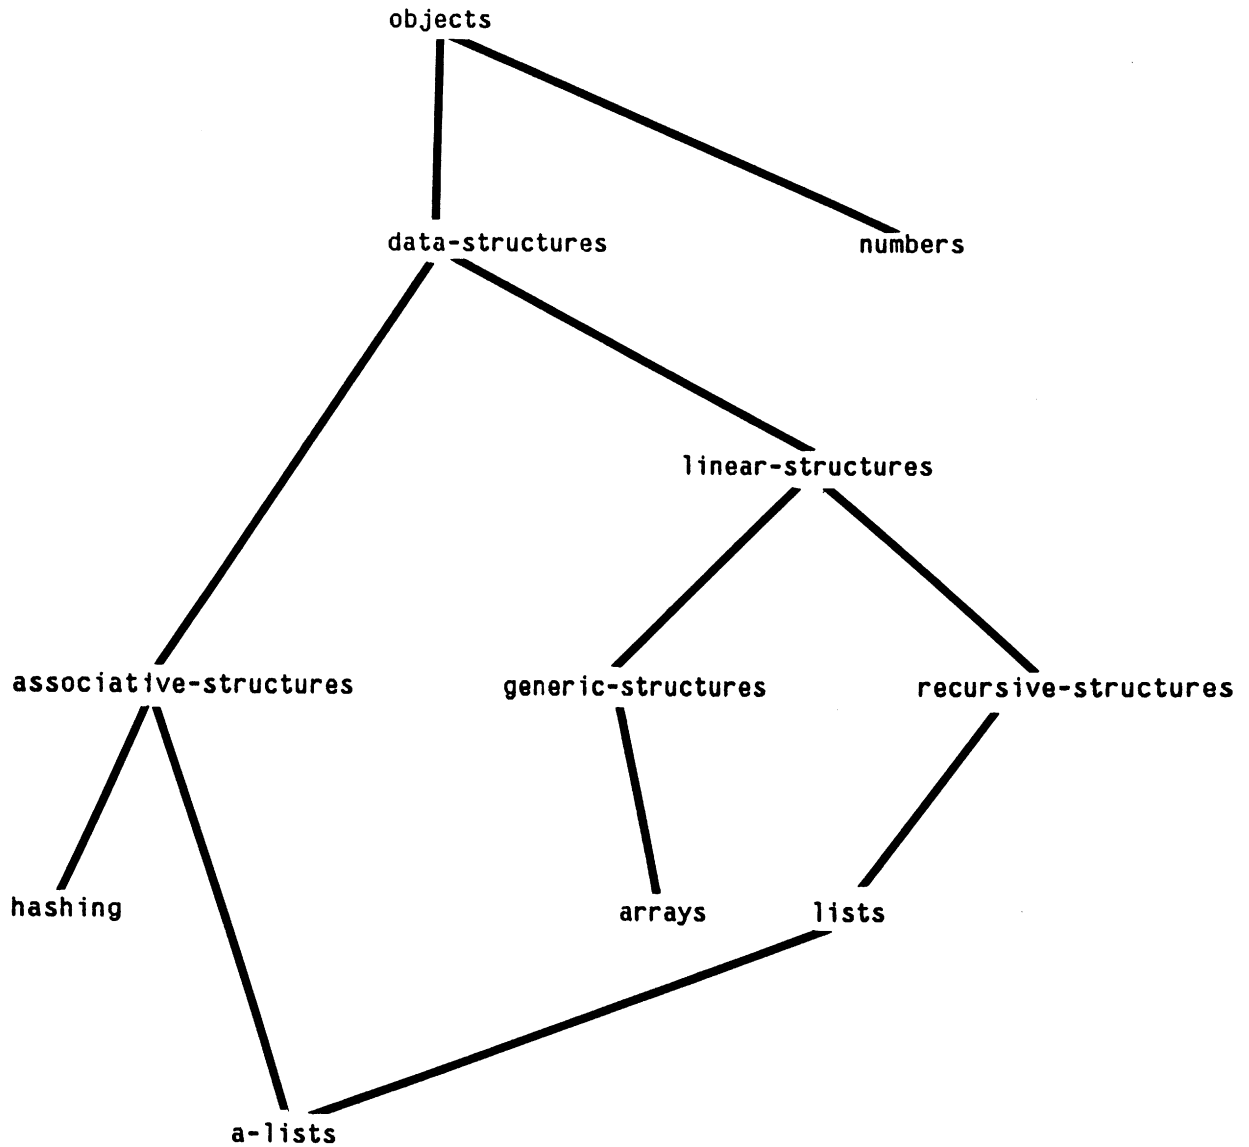 objects
data-structures
numbers
linear-structures
associative-structures
generic-structures
recursive-structures
hashing
arrays
lists
a-lists